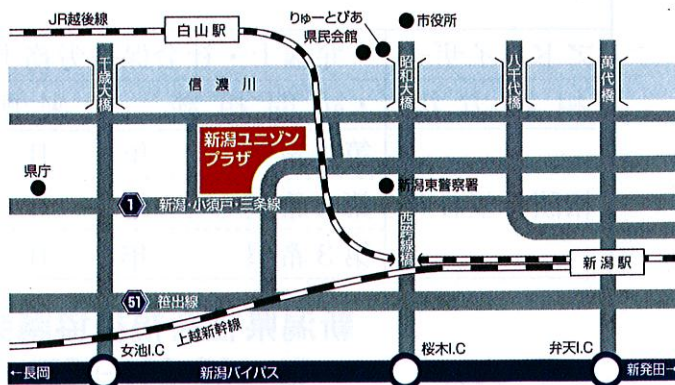 JR越後線
白山駅
りゅーとぴあ
県民会館
市役所
千歳大橋
信濃川
昭和大橋
八千代橋
萬代橋
新潟ユニゾン
プラザ
県庁
新潟東警察署
1
新潟・小須戸・三条線
西跨線橋
新潟駅
51
笹出線
上越新幹線
女池I.C
桜木I.C
弁天I.C
←長岡
新潟バイパス
新発田→